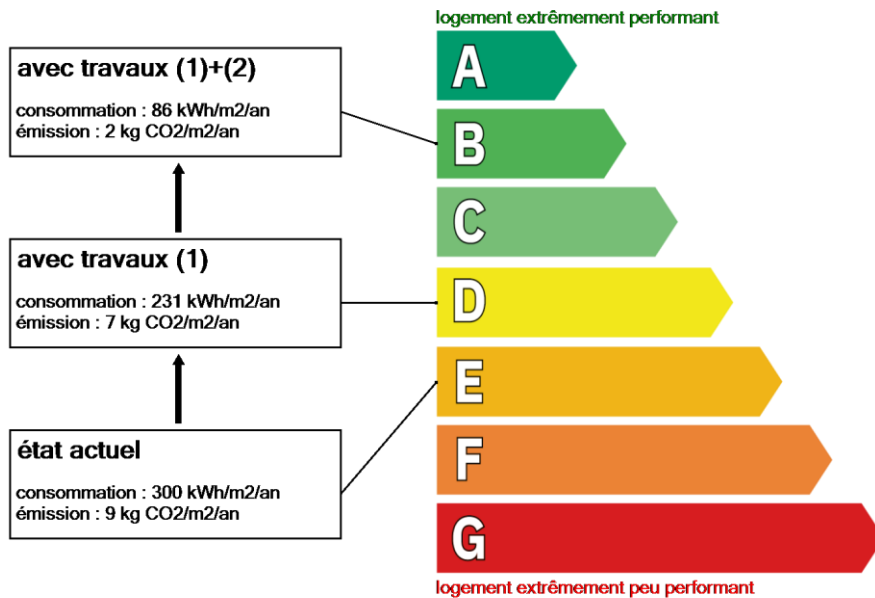 logement extrêmement performant
avec travaux (1)+(2)
consommation : 86 kWh/m2/an
émission : 2 kg CO2/m2/an
avec travaux (1)
consommation : 231 kWh/m2/an
émission : 7 kg CO2/m2/an
état actuel
consommation : 300 kWh/m2/an
émission : 9 kg CO2/m2/an
A
B
C
D
E
F
G
logement extrêmement peu performant